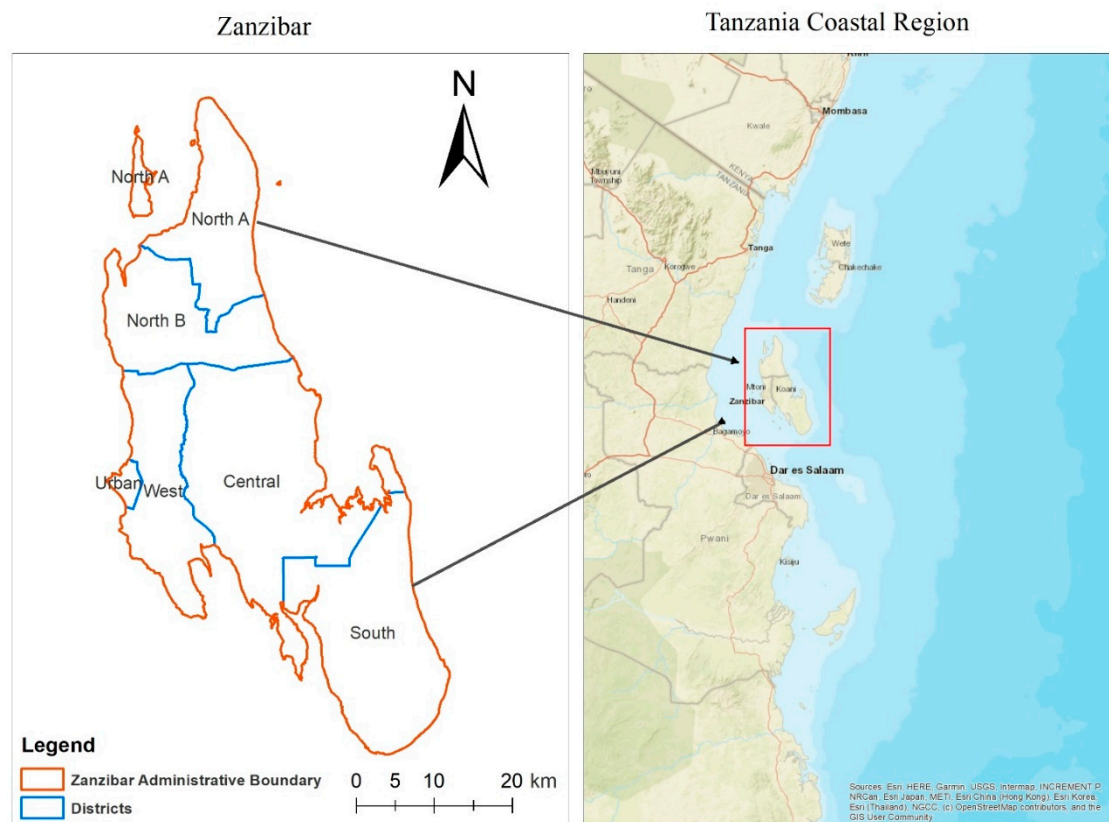 Zanzibar
Tanzania Coastal Region
N
North A
North A
North B
Urban
West
Central
South
Legend
Zanzibar Administrative Boundary
Districts
0 5 10 20 km
Mombasa
Kwale
Mburuni
Township
KENYA
TANZANI
Wete
Chakechake
Tanga
Tanga
Korogwe
Handeni
Mtoni
Koani
Zanzibar
Bagamoyo
Dar es Salaam
Dar es Salaam
Pwani
Kisiju
Sources: Esri, HERE, Garmin, USGS, Intermap, INCREMENT P,
NRCan, Esri Japan, METI, Esri China (Hong Kong), Esri Korea,
Esri (Thailand), NGCC, (c) OpenStreetMap contributors, and the
GIS User Community